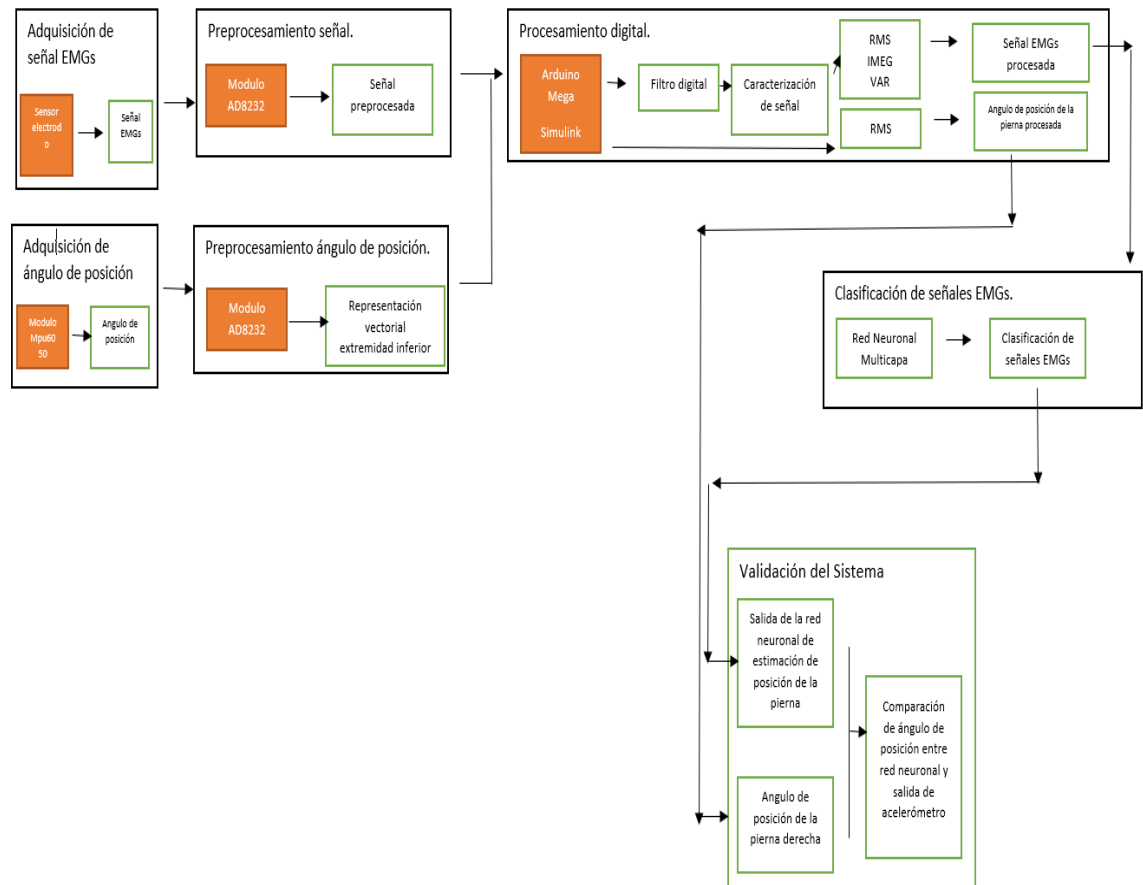 Adquisición de
señal EMGs
Sensor
electrod
o
Señal
EMGs
Preprocesamiento señal.
Modulo
AD8232
Señal
preprocesada
Procesamiento digital.
Arduino
Mega
Simulink
Filtro digital
Caracterización
de señal
RMS
IMEG
VAR
Señal EMGs
procesada
RMS
Angulo de posición de la
pierna procesada
Adquisición de
ángulo de posición
Modulo
Mpu60
50
Angulo de
posición
Preprocesamiento ángulo de posición.
Modulo
AD8232
Representación
vectorial
extremidad inferior
Clasificación de señales EMGs.
Red Neuronal
Multicapa
Clasificación de
señales EMGs
Validación del Sistema
Salida de la red
neuronal de
estimación de
posición de la
pierna
Angulo de
posición de la
pierna derecha
Comparación
de ángulo de
posición entre
red neuronal y
salida de
acelerómetro